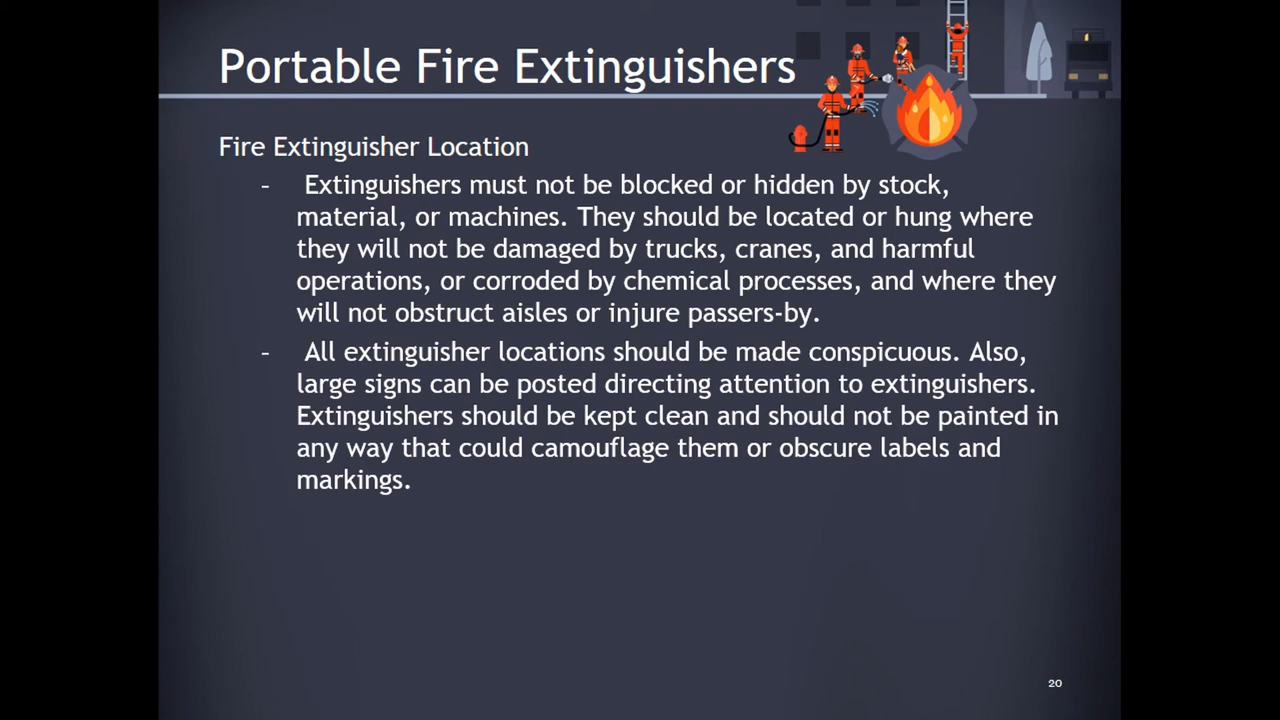 Portable Fire Extinguishers
Fire Extinguisher Location
- Extinguishers must not be blocked or hidden by stock,
material, or machines. They should be located or hung where
they will not be damaged by trucks, cranes, and harmful
operations, or corroded by chemical processes, and where they
will not obstruct aisles or injure passers-by.
- All extinguisher locations should be made conspicuous. Also,
large signs can be posted directing attention to extinguishers.
Extinguishers should be kept clean and should not be painted in
any way that could camouflage them or obscure labels and
markings.
20